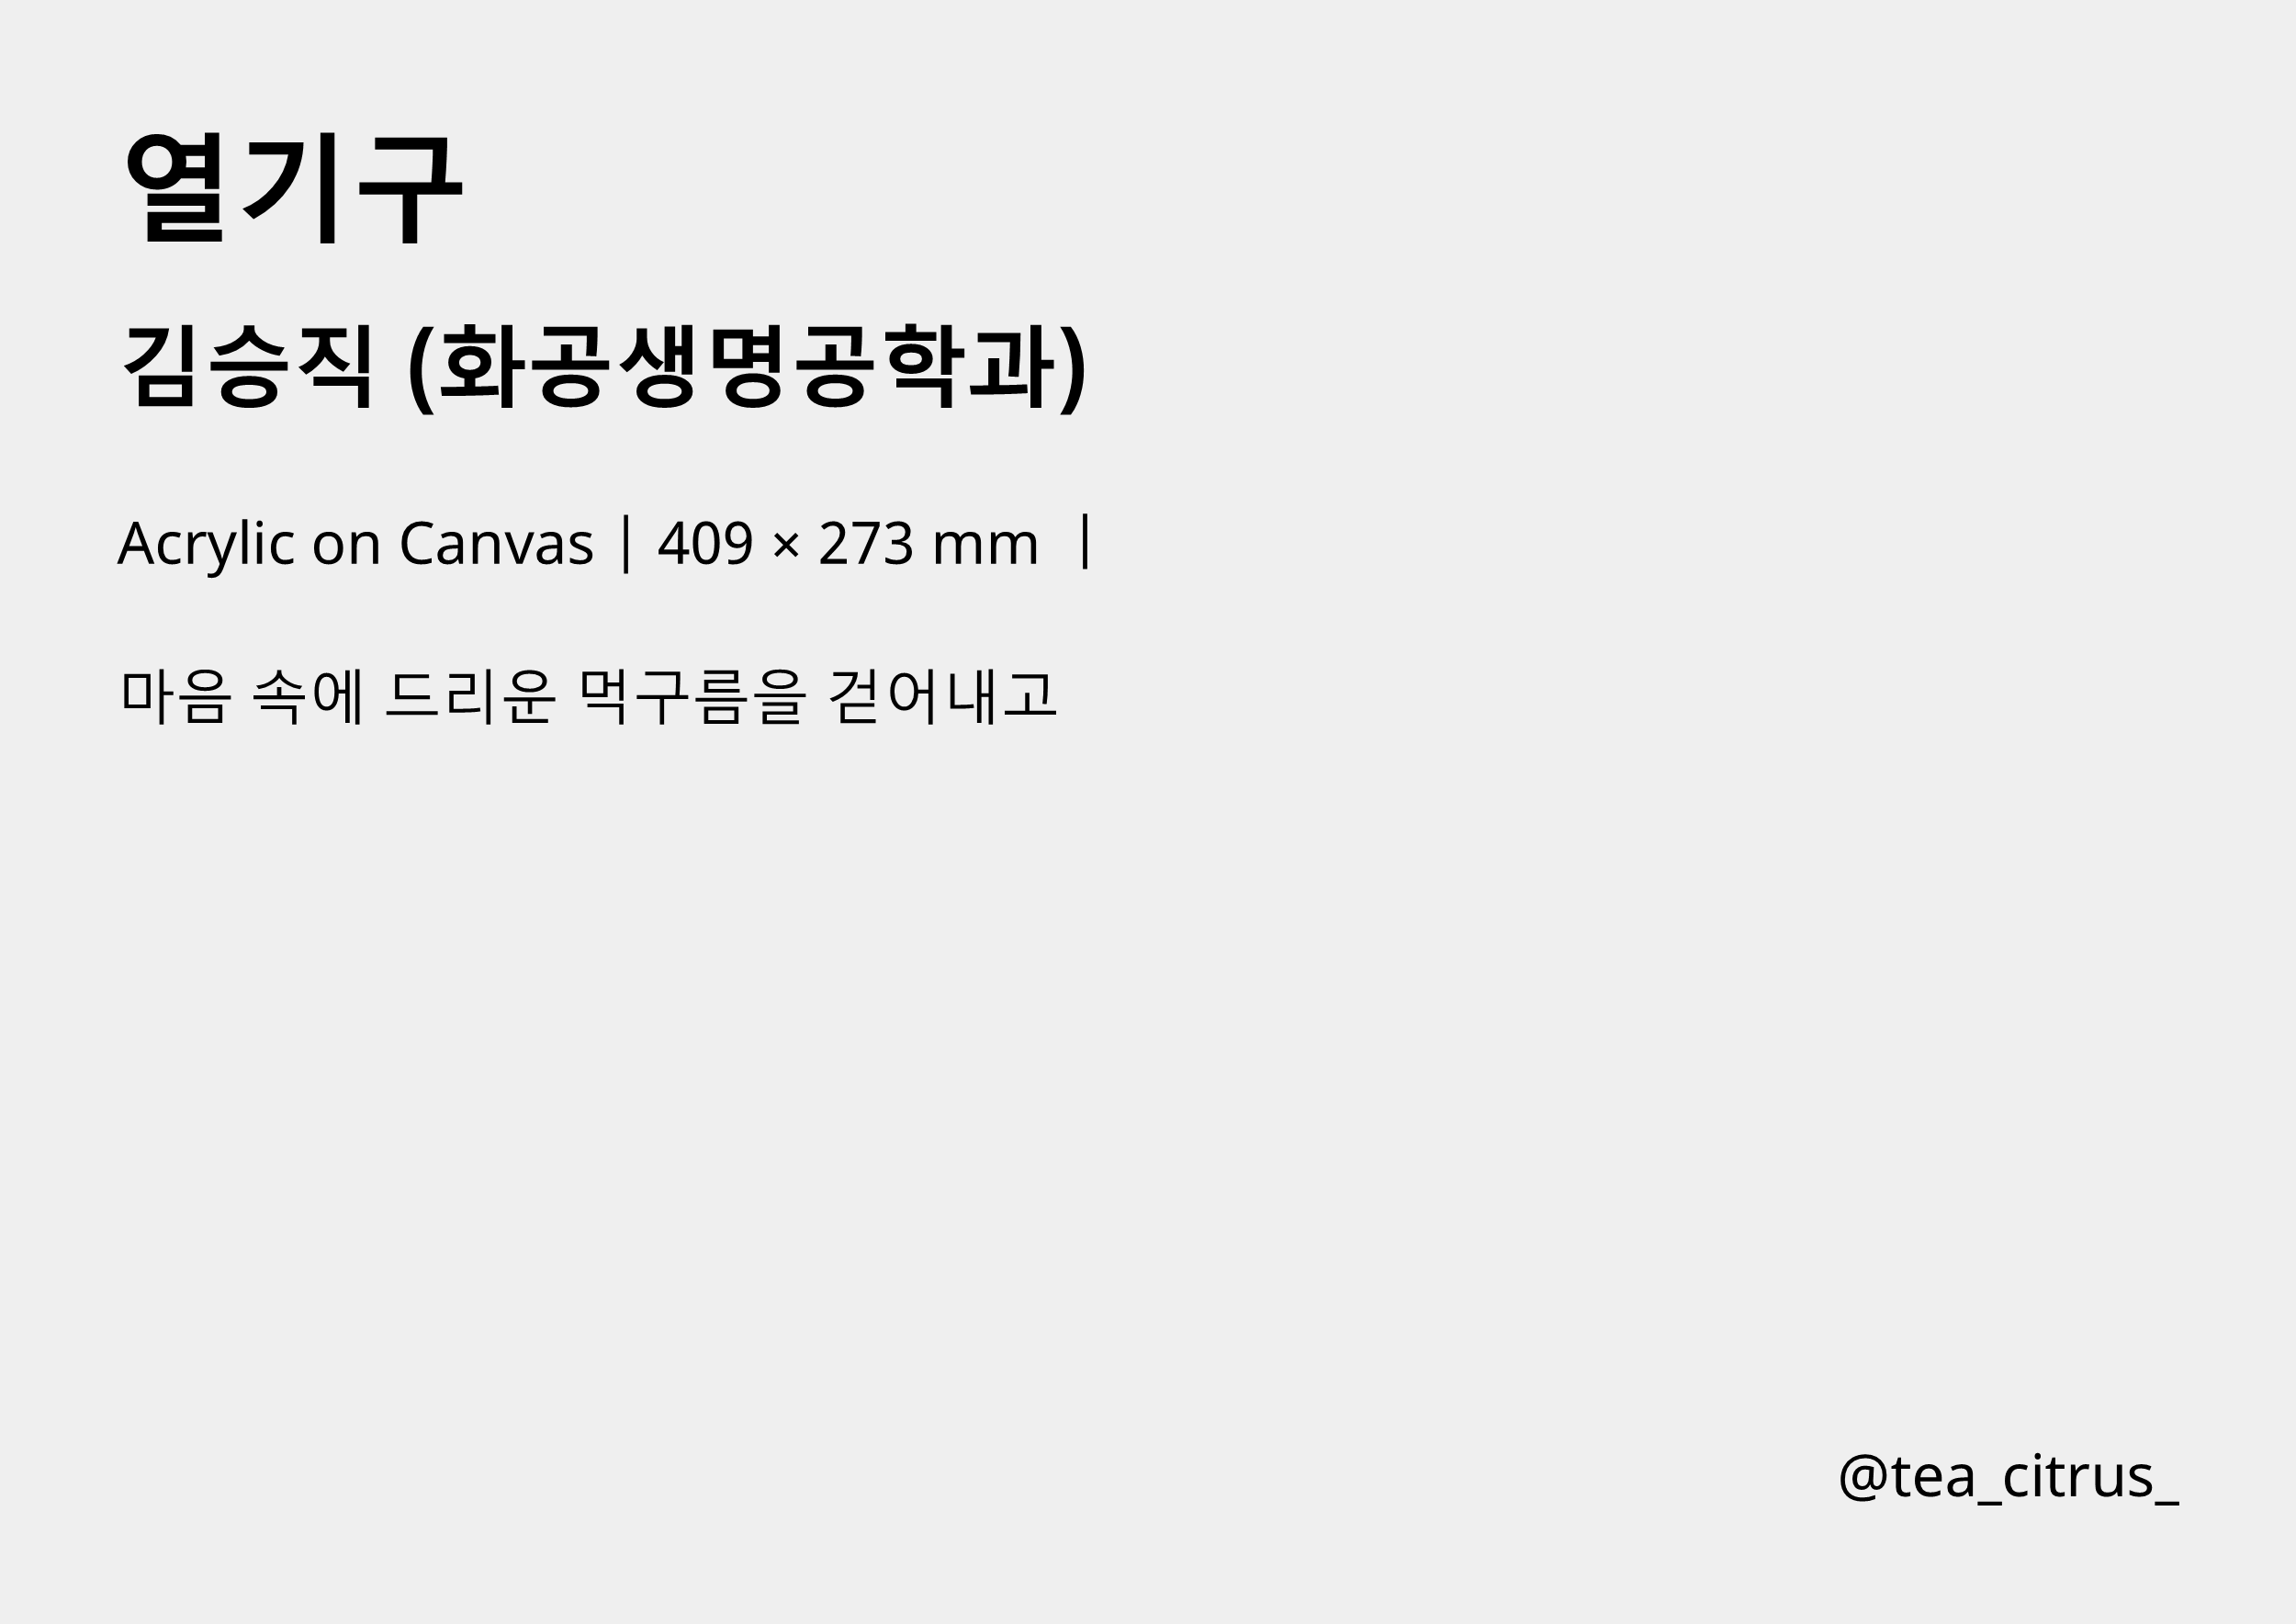 열기구
김승직 (화공생명공학과)
Acrylic on Canvas | 409 × 273 mm |
마음 속에 드리운 먹구름을 걷어내고
@tea_citrus_